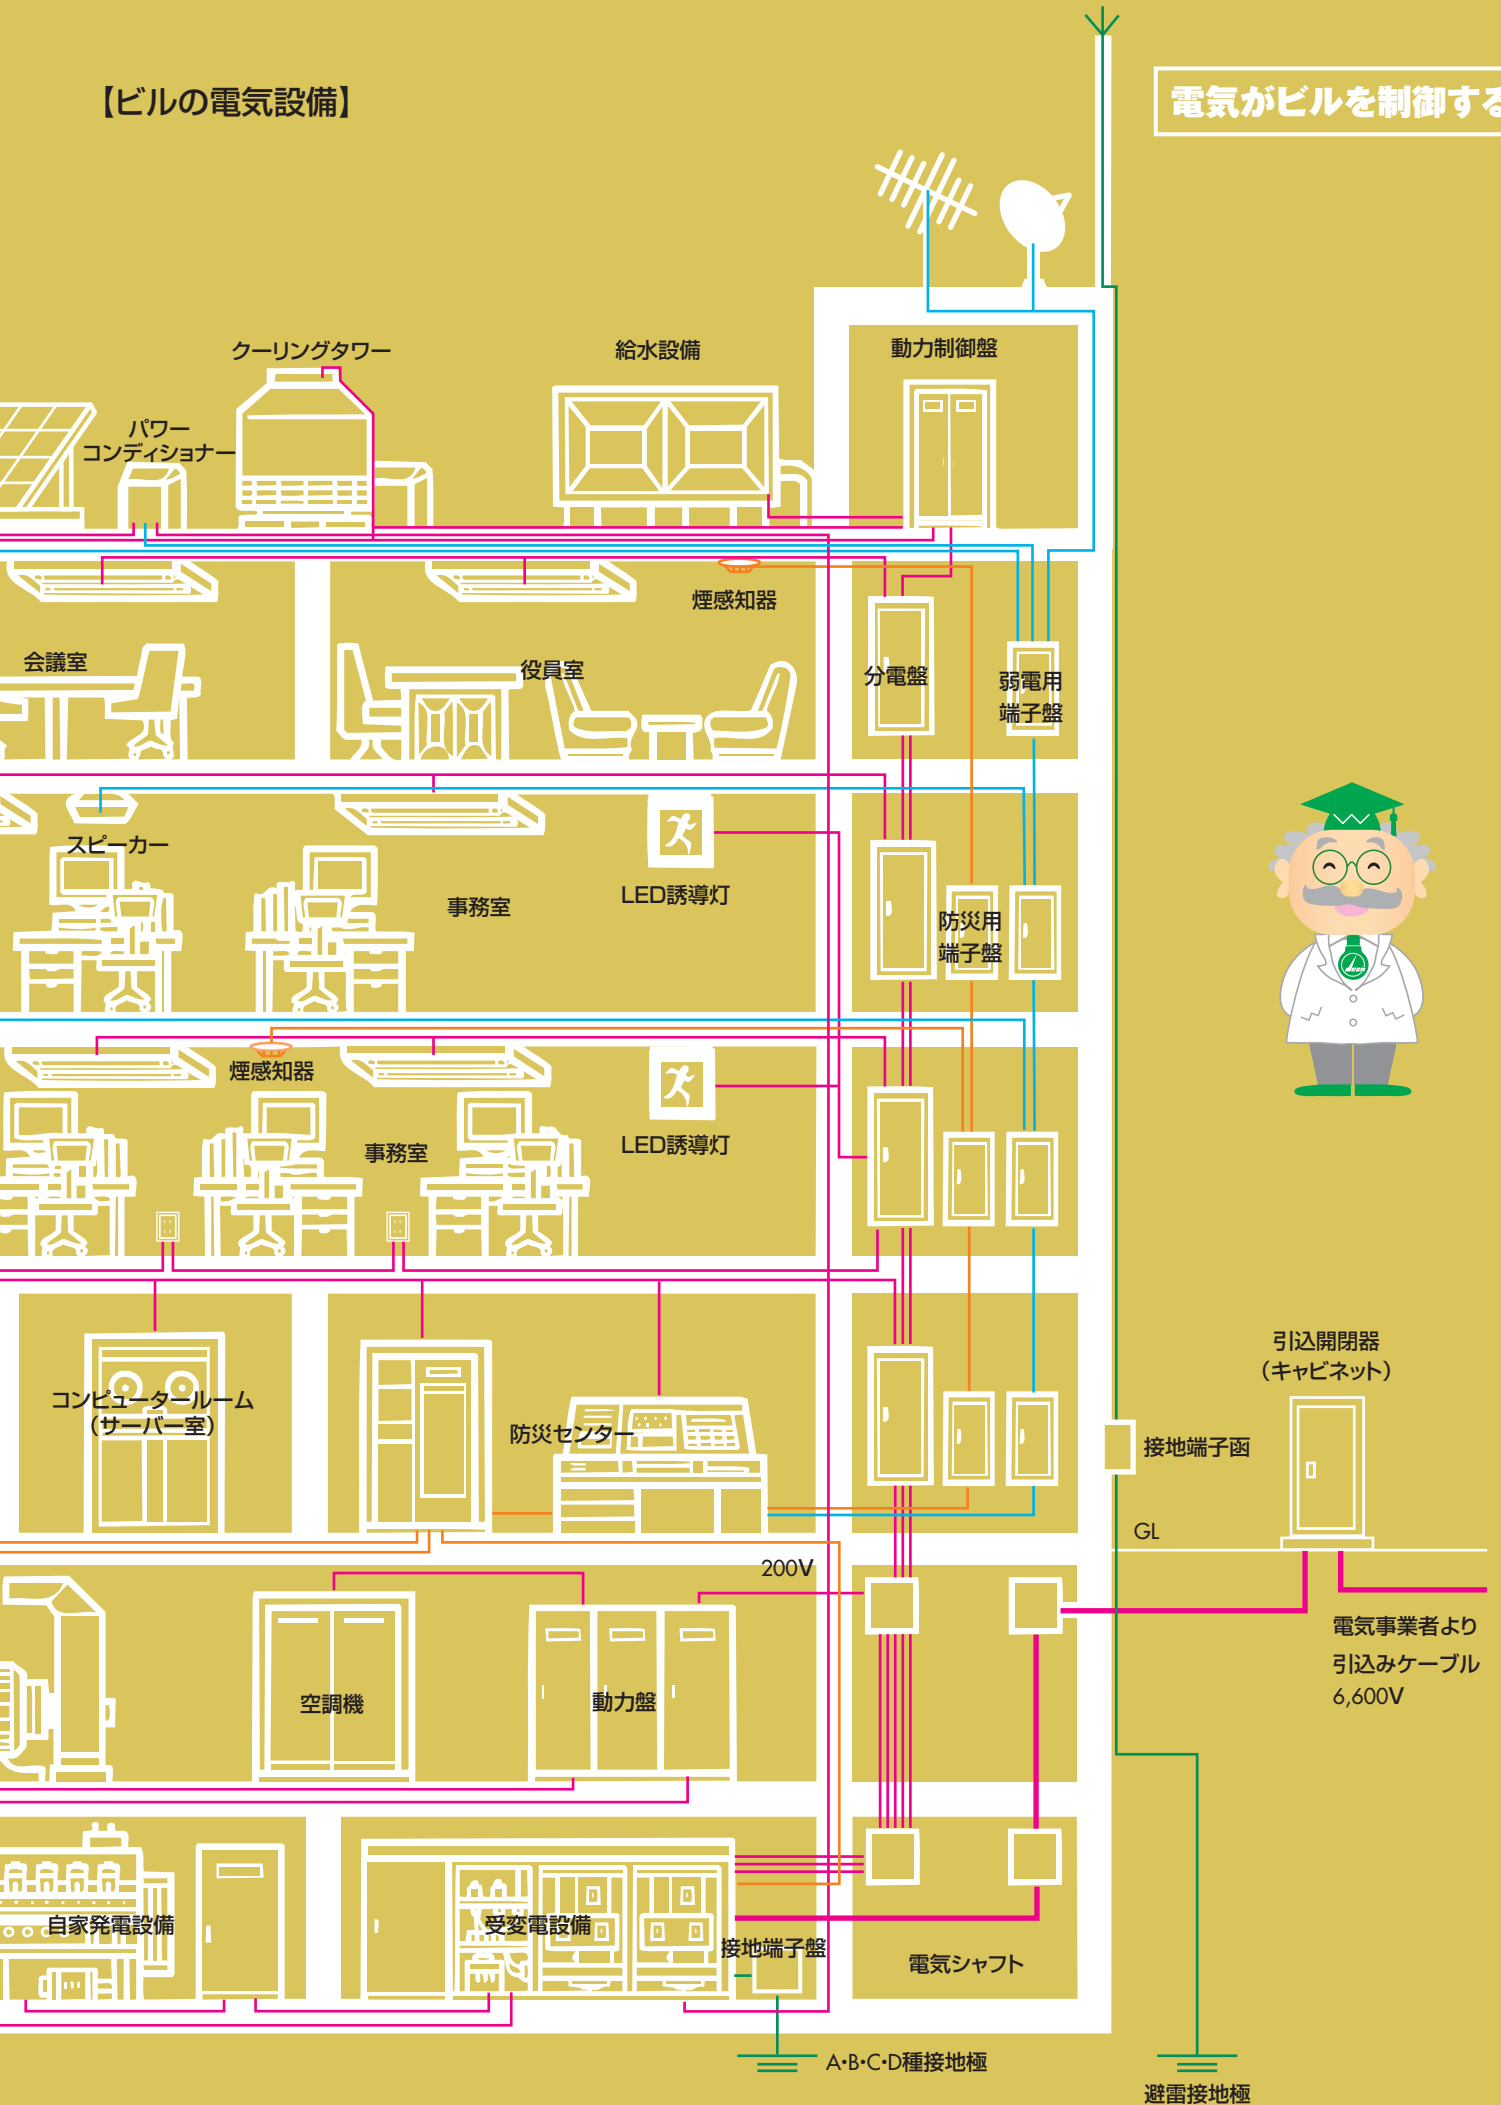 【ビルの電気設備】
電気がビルを制御する
クーリングタワー
給水設備
動力制御盤
パワー
コンディショナー
煙感知器
会議室
役員室
分電盤
弱電用
端子盤
スピーカー
事務室
LED誘導灯
防災用
端子盤
煙感知器
事務室
LED誘導灯
引込開閉器
（キャビネット）
コンピュータールーム
（サーバー室）
防災センター
接地端子函
GL
200V
電気事業者より
引込みケーブル
6,600V
空調機
動力盤
自家発電設備
受変電設備
接地端子盤
電気シャフト
A・B・C・D種接地極
避雷接地極